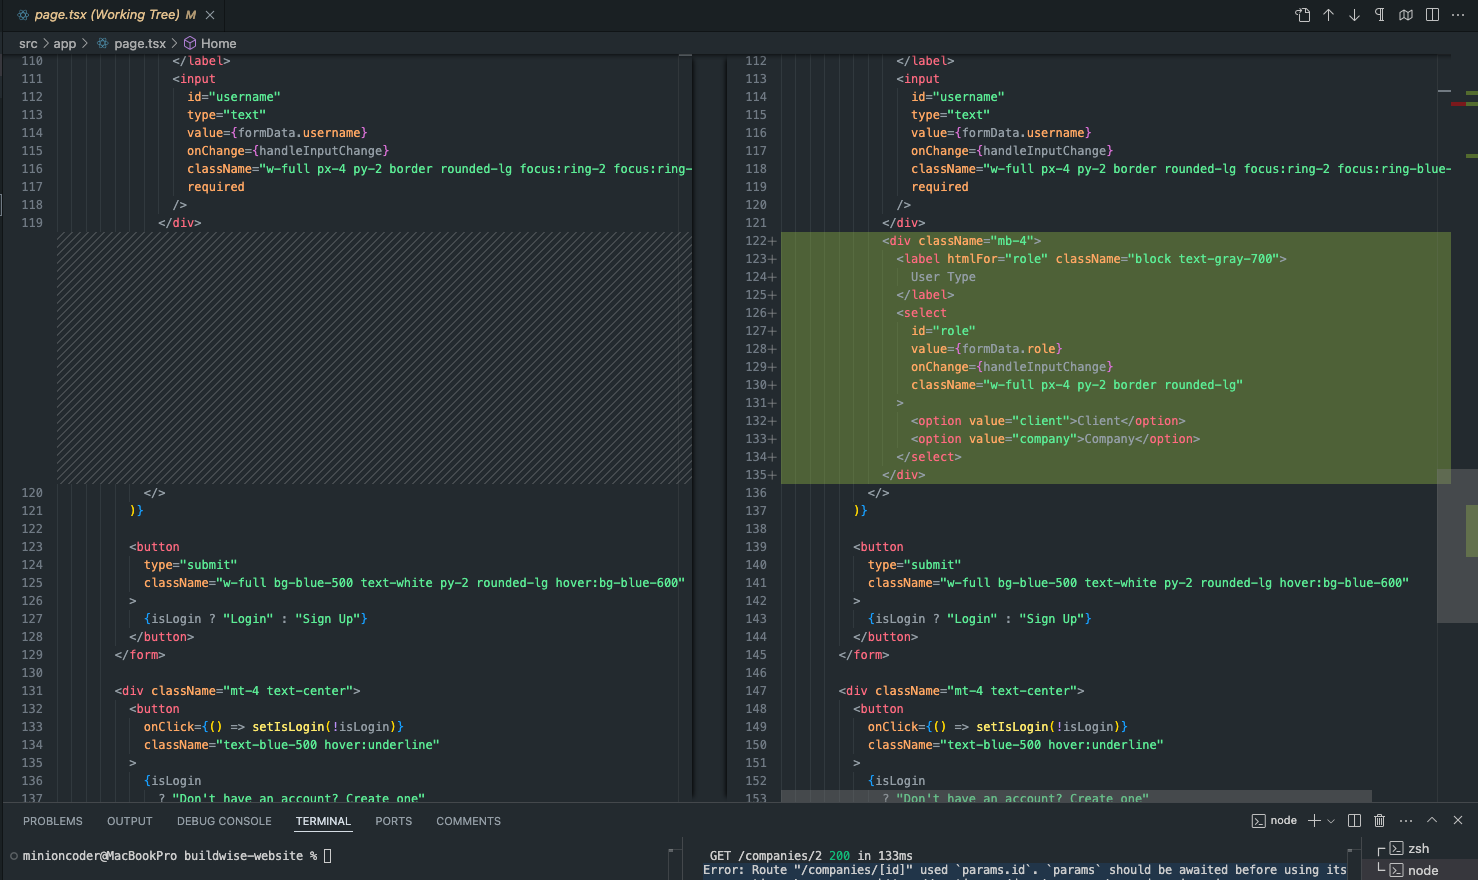 page.tsx (Working Tree) M
src > app > page.tsx > Home
110 </label>
111 <input
112 id="username"
113 type="text"
114 value={formData.username}
115 onChange={handleInputChange}
116 className="w-full px-4 py-2 border rounded-lg focus:ring-2 focus:ring-
117 required
118 />
119 </div>
120 </>
121 )}
122
123 <button
124 type="submit"
125 className="w-full bg-blue-500 text-white py-2 rounded-lg hover:bg-blue-600"
126 >
127 {isLogin ? "Login" : "Sign Up"}
128 </button>
129 </form>
130
131 <div className="mt-4 text-center">
132 <button
133 onClick={() => setIsLogin(!isLogin)}
134 className="text-blue-500 hover:underline"
135 >
136 {isLogin
137 ? "Don't have an account? Create one"
112 </label>
113 <input
114 id="username"
115 type="text"
116 value={formData.username}
117 onChange={handleInputChange}
118 className="w-full px-4 py-2 border rounded-lg focus:ring-2 focus:ring-blue-
119 required
120 />
121 </div>
122+ <div className="mb-4">
123+ <label htmlFor="role" className="block text-gray-700">
124+ User Type
125+ </label>
126+ <select
127+ id="role"
128+ value={formData.role}
129+ onChange={handleInputChange}
130+ className="w-full px-4 py-2 border rounded-lg"
131+ >
132+ <option value="client">Client</option>
133+ <option value="company">Company</option>
134+ </select>
135+ </div>
136 </>
137 )}
138
139 <button
140 type="submit"
141 className="w-full bg-blue-500 text-white py-2 rounded-lg hover:bg-blue-600"
142 >
143 {isLogin ? "Login" : "Sign Up"}
144 </button>
145 </form>
146
147 <div className="mt-4 text-center">
148 <button
149 onClick={() => setIsLogin(!isLogin)}
150 className="text-blue-500 hover:underline"
151 >
152 {isLogin
153 ? "Don't have an account? Create one"
PROBLEMS OUTPUT DEBUG CONSOLE TERMINAL PORTS COMMENTS node
minioncoder@MacBookPro buildwise-website %
GET /companies/2 200 in 133ms
Error: Route "/companies/[id]" used `params.id`. `params` should be awaited before using its
zsh
node